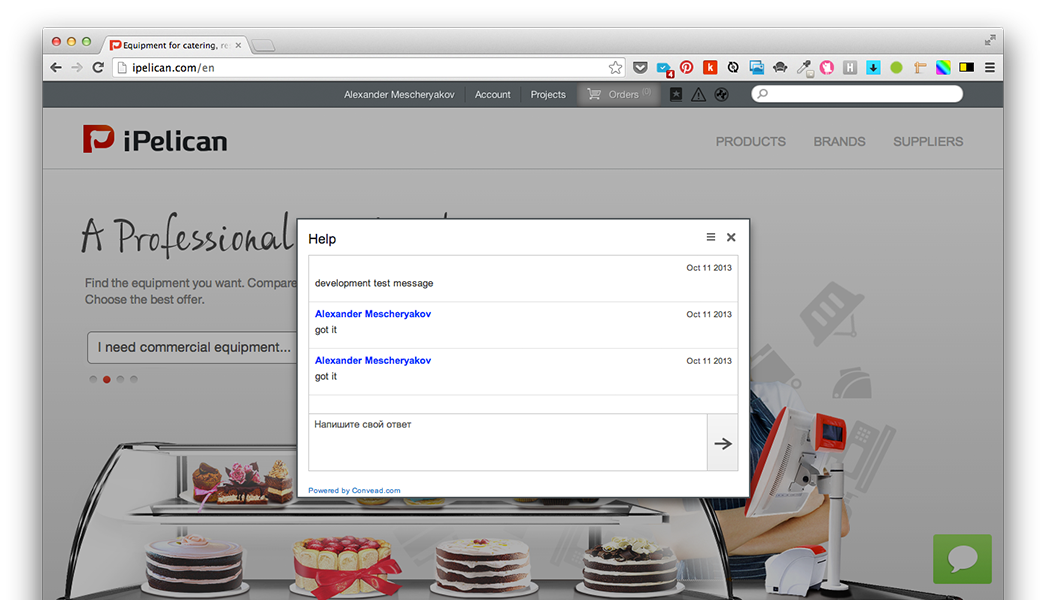 Equipment for catering, re
ipelican.com/en
4
Alexander Mescheryakov
Account
Projects
Orders (0)
iPelican
PRODUCTS
BRANDS
SUPPLIERS
A Professional
Find the equipment you want. Compare
Choose the best offer.
I need commercial equipment...
Help
Oct 11 2013
development test message
Alexander Mescheryakov Oct 11 2013
got it
Alexander Mescheryakov Oct 11 2013
got it
Напишите свой ответ
Powered by Convead.com